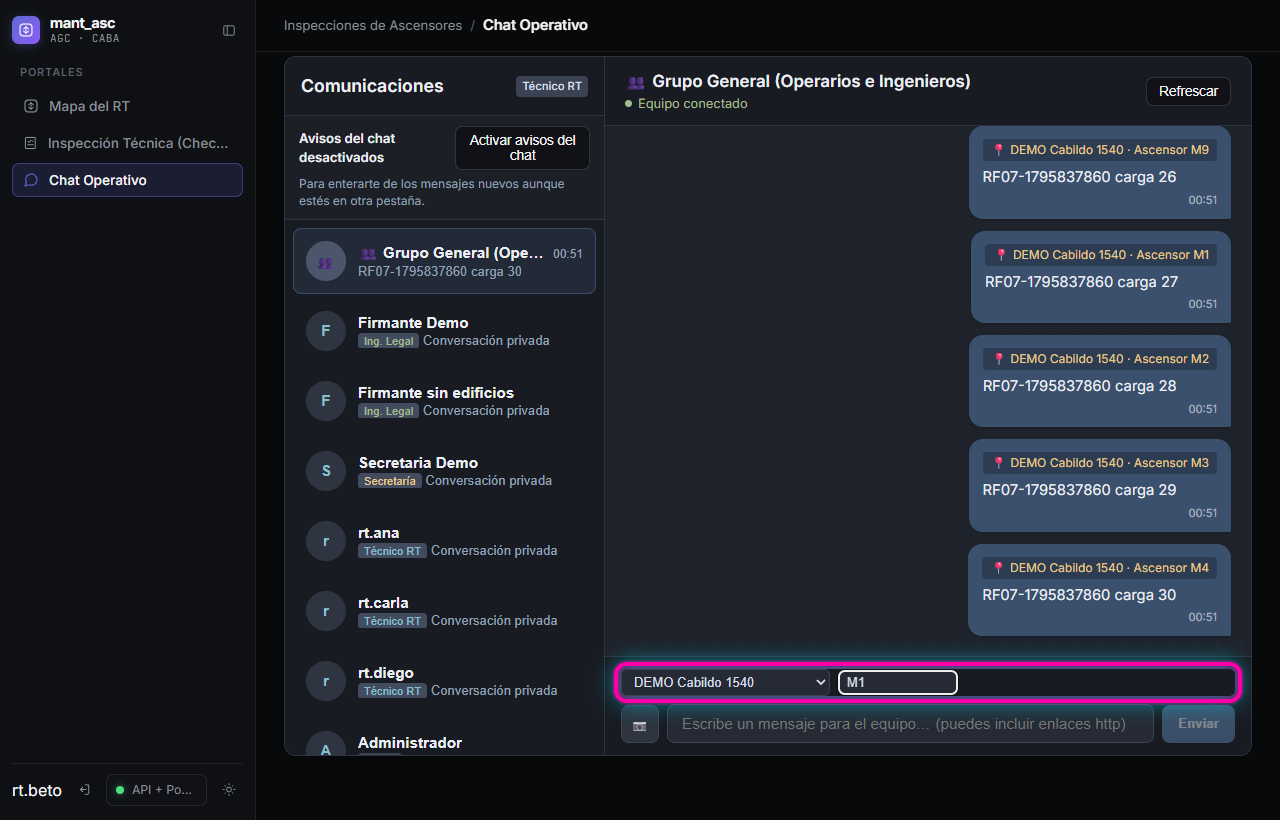 mant_asc
AGC · CABA
PORTALES
Mapa del RT
Inspección Técnica (Chec...
Chat Operativo
rt.beto
API + Po...
Inspecciones de Ascensores / Chat Operativo
Comunicaciones
Técnico RT
Avisos del chat
desactivados
Activar avisos del
chat
Para enterarte de los mensajes nuevos aunque
estés en otra pestaña.
Grupo General (Ope... 00:51
RF07-1795837860 carga 30
F
Firmante Demo
Ing. Legal Conversación privada
F
Firmante sin edificios
Ing. Legal Conversación privada
S
Secretaria Demo
Secretaría Conversación privada
r
rt.ana
Técnico RT Conversación privada
r
rt.carla
Técnico RT Conversación privada
r
rt.diego
Técnico RT Conversación privada
A
Administrador
Grupo General (Operarios e Ingenieros)
Equipo conectado
Refrescar
DEMO Cabildo 1540 · Ascensor M9
RF07-1795837860 carga 26
00:51
DEMO Cabildo 1540 · Ascensor M1
RF07-1795837860 carga 27
00:51
DEMO Cabildo 1540 · Ascensor M2
RF07-1795837860 carga 28
00:51
DEMO Cabildo 1540 · Ascensor M3
RF07-1795837860 carga 29
00:51
DEMO Cabildo 1540 · Ascensor M4
RF07-1795837860 carga 30
00:51
DEMO Cabildo 1540
M1
Escribe un mensaje para el equipo... (puedes incluir enlaces http)
Enviar